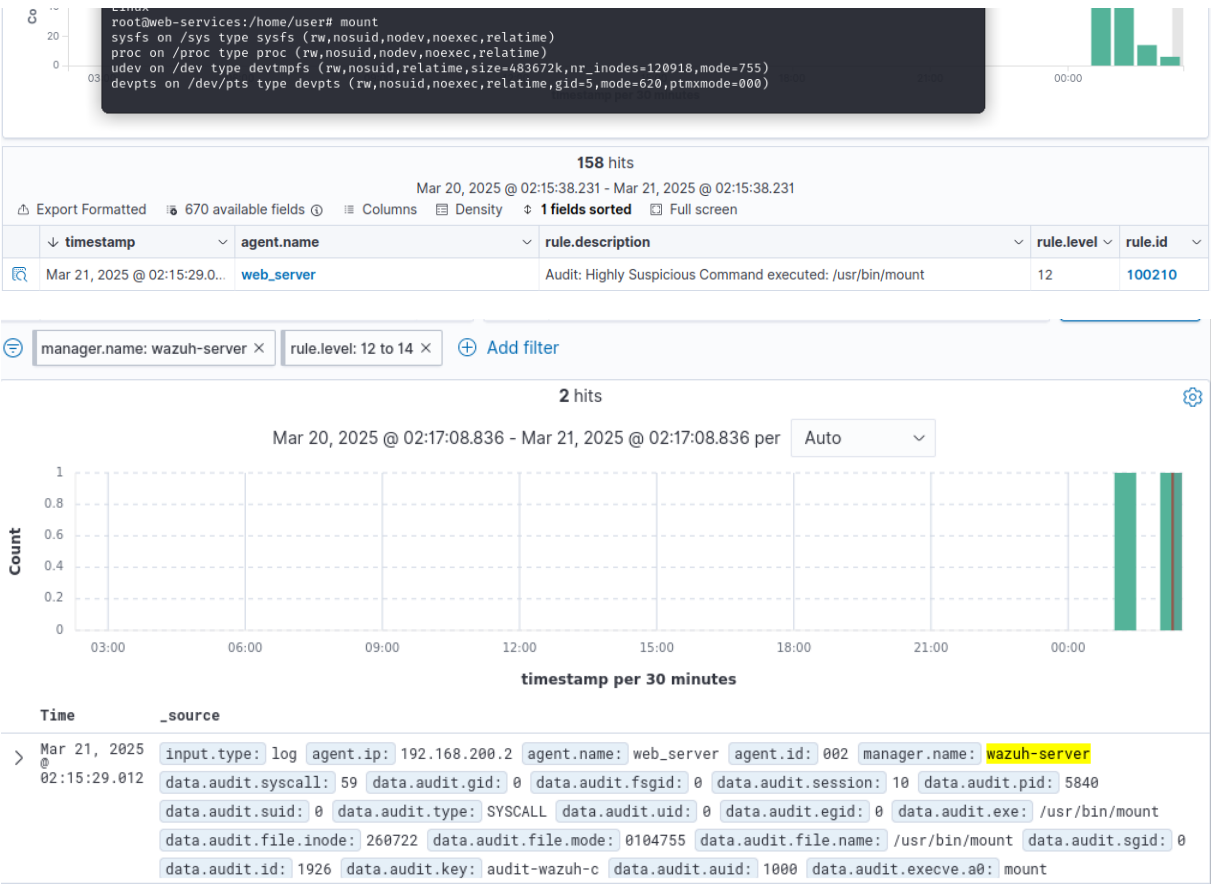 20
root@web-services:/home/user# mount
sysfs on /sys type sysfs (rw,nosuid,nodev,noexec,relatime)
proc on /proc type proc (rw,nosuid,nodev,noexec,relatime)
udev on /dev type devtmpfs (rw,nosuid,relatime,size=483672k,nr_inodes=120918,mode=755)
devpts on /dev/pts type devpts (rw,nosuid,noexec,relatime,gid=5,mode=620,ptmxmode=000)
0
03
00:00
158 hits
Mar 20, 2025 @ 02:15:38.231 - Mar 21, 2025 @ 02:15:38.231
Export Formatted 670 available fields Columns Density 1 fields sorted Full screen
timestamp agent.name rule.description rule.level rule.id
Mar 21, 2025 @ 02:15:29.0... web_server Audit: Highly Suspicious Command executed: /usr/bin/mount 12 100210
manager.name: wazuh-server × rule.level: 12 to 14 × Add filter
2 hits
Mar 20, 2025 @ 02:17:08.836 - Mar 21, 2025 @ 02:17:08.836 per Auto
Count
1
0.8
0.6
0.4
0.2
0
03:00 06:00 09:00 12:00 15:00 18:00 21:00 00:00
timestamp per 30 minutes
Time _source
Mar 21, 2025 @ 02:15:29.012
input.type: log agent.ip: 192.168.200.2 agent.name: web_server agent.id: 002 manager.name: wazuh-server
data.audit.syscall: 59 data.audit.gid: 0 data.audit.fsgid: 0 data.audit.session: 10 data.audit.pid: 5840
data.audit.suid: 0 data.audit.type: SYSCALL data.audit.uid: 0 data.audit.egid: 0 data.audit.exe: /usr/bin/mount
data.audit.file.inode: 260722 data.audit.file.mode: 0104755 data.audit.file.name: /usr/bin/mount data.audit.sgid: 0
data.audit.id: 1926 data.audit.key: audit-wazuh-c data.audit.auid: 1000 data.audit.execve.a0: mount